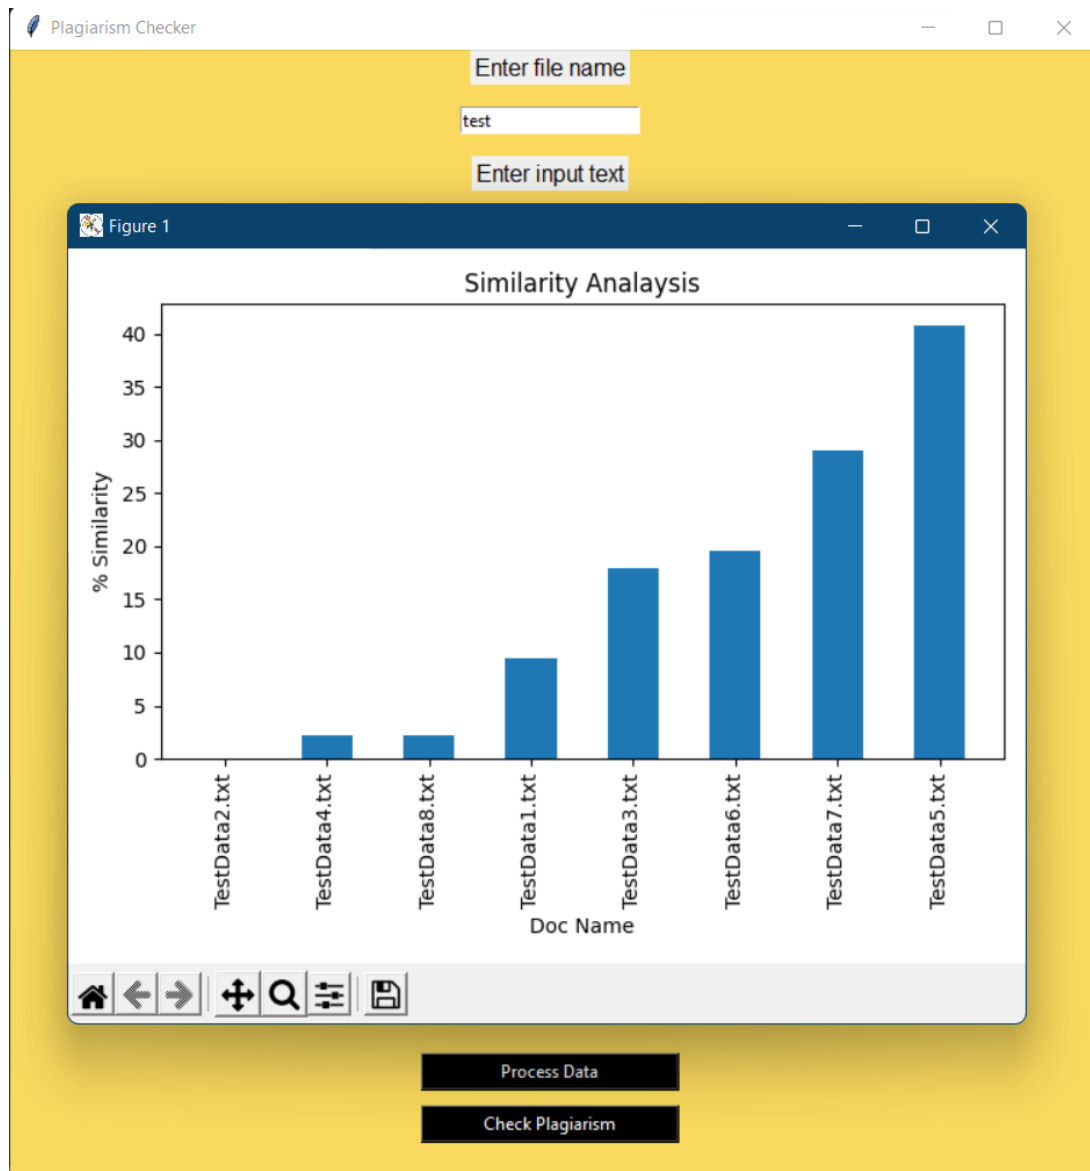 Plagiarism Checker
Enter file name
test
Enter input text
Figure 1
Similarity Analaysis
% Similarity
40
35
30
25
20
15
10
5
0
TestData2.txt
TestData4.txt
TestData8.txt
TestData1.txt
TestData3.txt
TestData6.txt
TestData7.txt
TestData5.txt
Doc Name
Process Data
Check Plagiarism